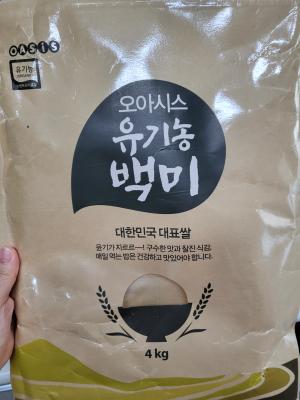 OASIS
유기농
오아시스
유기농
백미
대한민국 대표쌀
윤기가 자르르~! 구수한 맛과 찰진 식감.
매일 먹는 밥은 건강하고 맛있어야 합니다.
4 kg